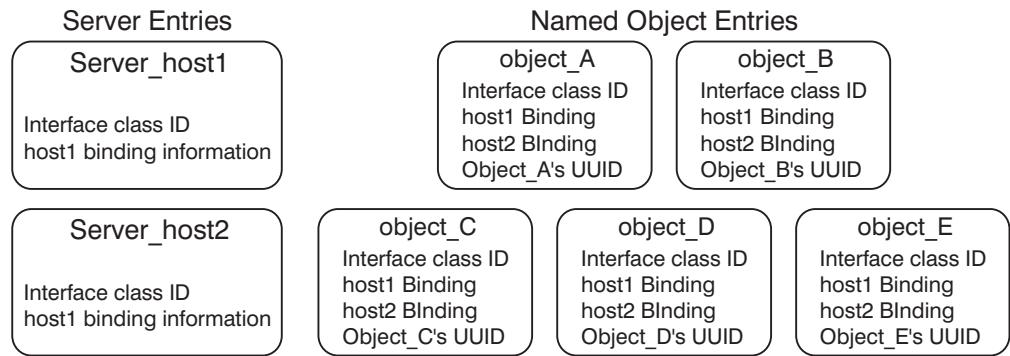 Server Entries
Named Object Entries
Server_host1
Interface class ID
host1 binding information
object_A
Interface class ID
host1 Binding
host2 BInding
Object_A's UUID
object_B
Interface class ID
host1 Binding
host2 BInding
Object_B's UUID
Server_host2
Interface class ID
host1 binding information
object_C
Interface class ID
host1 Binding
host2 BInding
Object_C's UUID
object_D
Interface class ID
host1 Binding
host2 BInding
Object_D's UUID
object_E
Interface class ID
host1 Binding
host2 BInding
Object_E's UUID